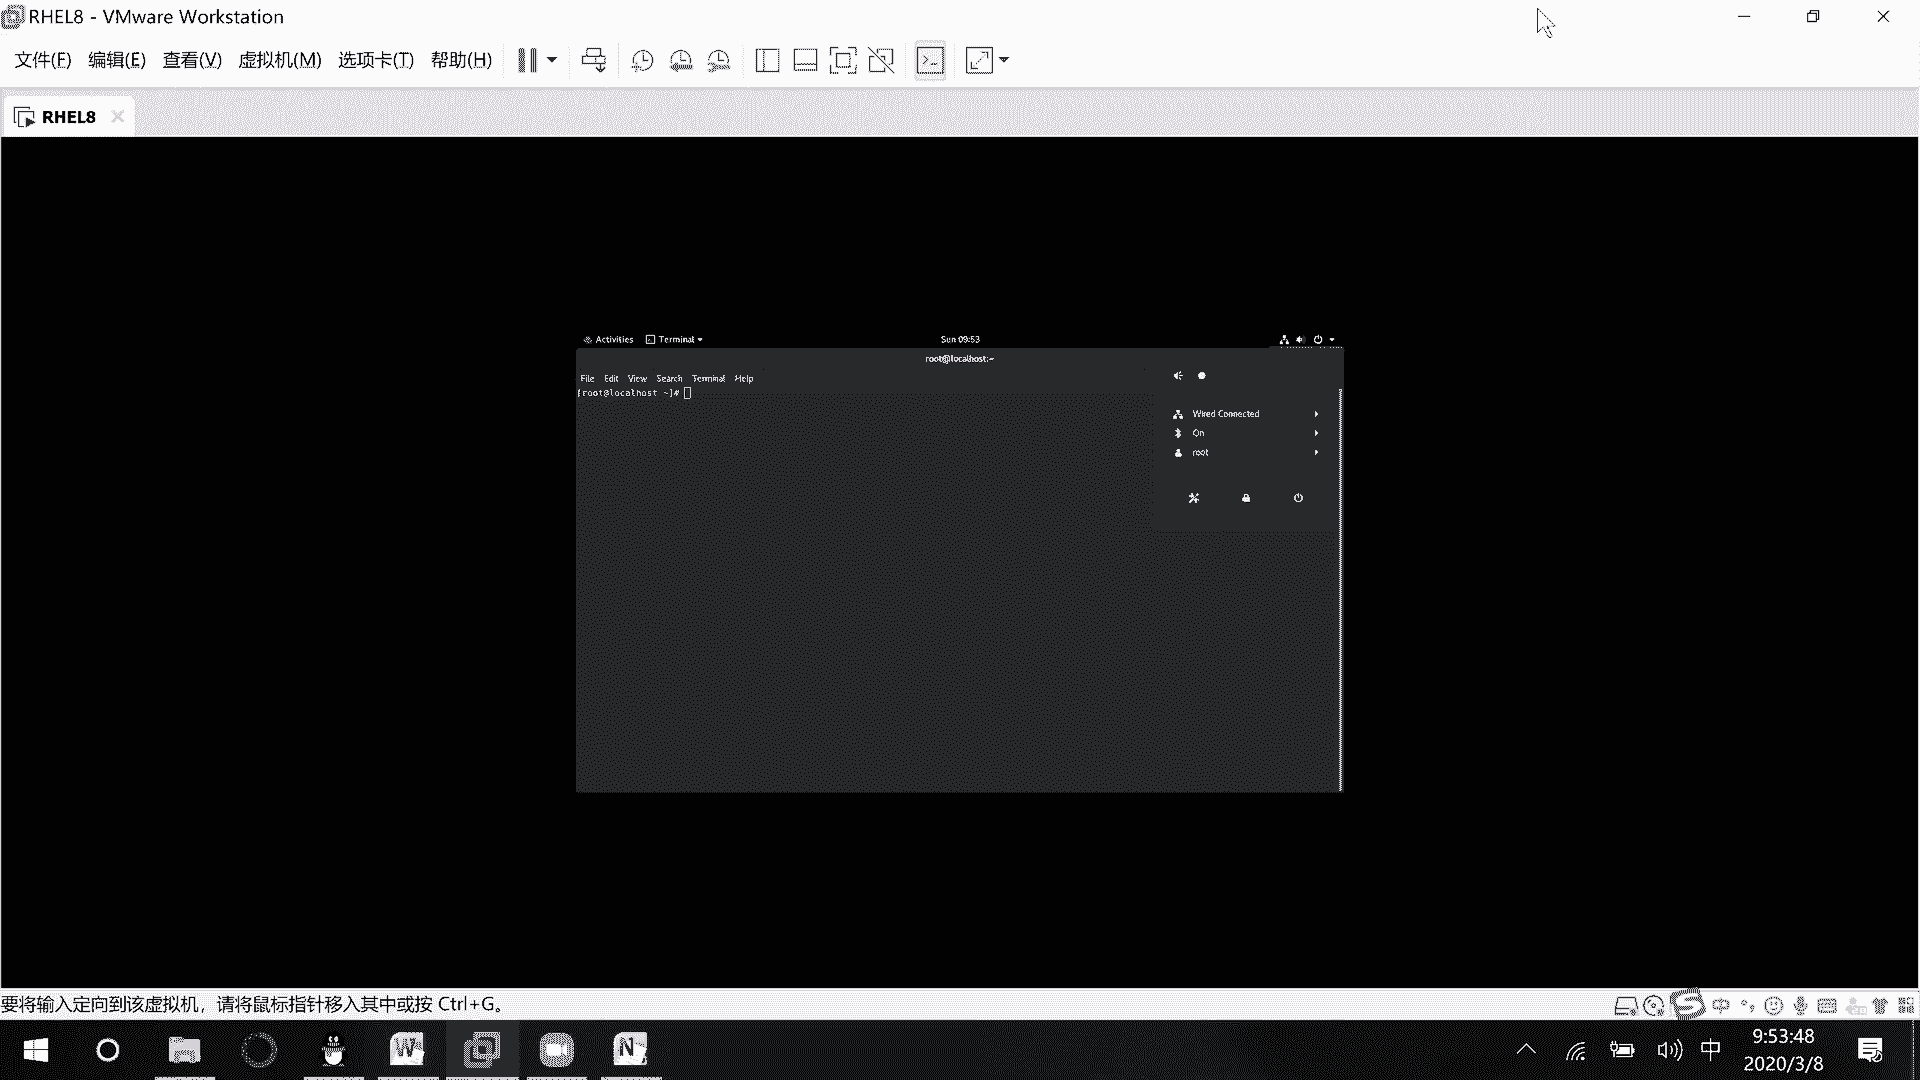 RHEL8 - VMware Workstation
文件(F) 编辑(E) 查看(V) 虚拟机(M) 选项卡(T) 帮助(H)
RHEL8
Activities Terminal Sun 09:53
root@localhost:~
File Edit View Search Terminal Help
[root@localhost ~]#
Wired Connected
On
root
要将输入定向到该虚拟机，请将鼠标指针移入其中或按 Ctrl+G。
中
中
9:53:48
2020/3/8